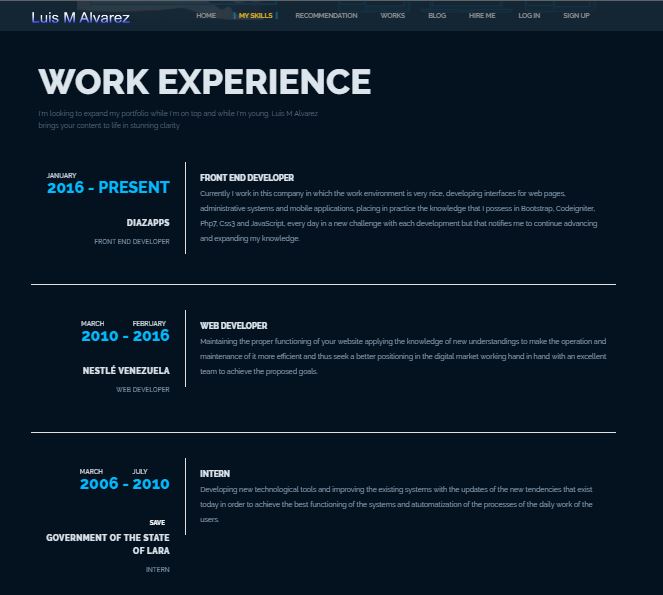 Luis M Alvarez
HOME MY SKILLS RECOMMENDATION WORKS BLOG HIRE ME LOG IN SIGN UP
WORK EXPERIENCE
I'm looking to expand my portfolio while I'm on top and while I'm young. Luis M Alvarez
brings your content to life in stunning clarity
JANUARY
2016 - PRESENT
DIAZAPPS
FRONT END DEVELOPER
FRONT END DEVELOPER
Currently I work in this company in which the work environment is very nice, developing interfaces for web pages,
administrative systems and mobile applications, placing in practice the knowledge that I possess in Bootstrap, Codeigniter,
Php7, Css3 and JavaScript, every day in a new challenge with each development but that notifies me to continue advancing
and expanding my knowledge.
MARCH FEBRUARY
2010 - 2016
NESTLÉ VENEZUELA
WEB DEVELOPER
WEB DEVELOPER
Maintaining the proper functioning of your website applying the knowledge of new understandings to make the operation and
maintenance of it more efficient and thus seek a better positioning in the digital market working hand in hand with an excellent
team to achieve the proposed goals.
MARCH JULY
2006 - 2010
SAVE
GOVERNMENT OF THE STATE
OF LARA
INTERN
INTERN
Developing new technological tools and improving the existing systems with the updates of the new tendencies that exist
today in order to achieve the best functioning of the systems and atutomatization of the processes of the daily work of the
users.